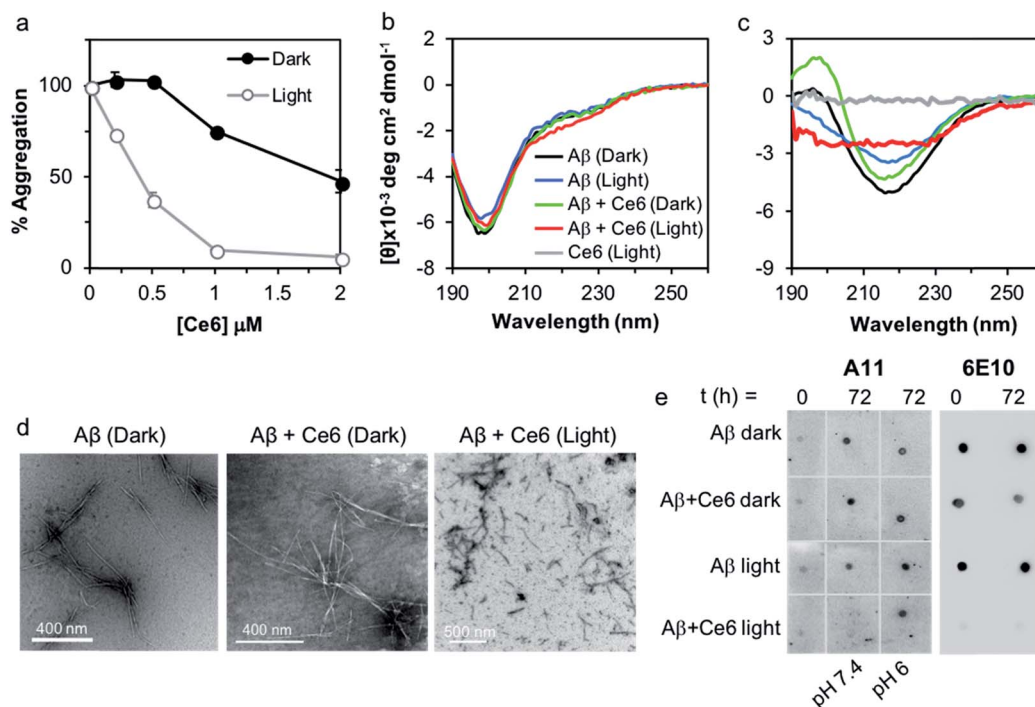 a
% Aggregation
100
50
0
0
0.5
1
1.5
2
[Ce6] µM
Dark
Light
b
[θ]x10⁻³ deg cm² dmol⁻¹
2
0
-2
-4
-6
-8
190
210
230
250
Wavelength (nm)
Aβ (Dark)
Aβ (Light)
Aβ + Ce6 (Dark)
Aβ + Ce6 (Light)
Ce6 (Light)
c
3
0
-3
-6
-9
190
210
230
250
Wavelength (nm)
d
Aβ (Dark)
Aβ + Ce6 (Dark)
Aβ + Ce6 (Light)
400 nm
400 nm
500 nm
e
A11
6E10
t (h) =
0
72
72
0
72
Aβ dark
Aβ+Ce6 dark
Aβ light
Aβ+Ce6 light
pH 7.4
pH 6